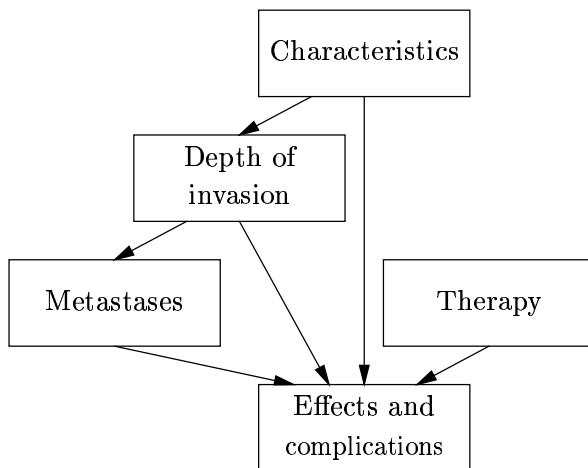 Characteristics
Depth of
invasion
Metastases
Therapy
Effects and
complications